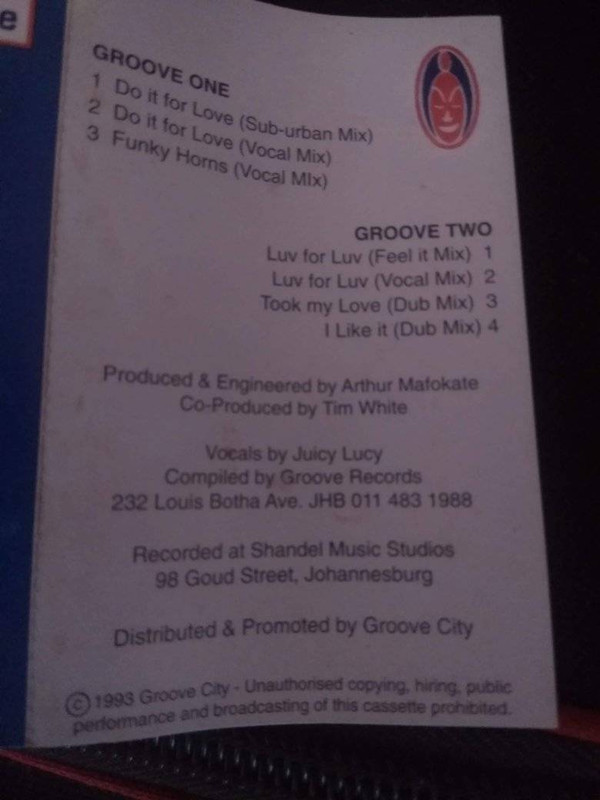 e
GROOVE ONE
1 Do it for Love (Sub-urban Mix)
2 Do it for Love (Vocal Mix)
3 Funky Horns (Vocal MIx)
GROOVE TWO
Luv for Luv (Feel it Mix) 1
Luv for Luv (Vocal Mix) 2
Took my Love (Dub Mix) 3
I Like it (Dub Mix) 4
Produced & Engineered by Arthur Mafokate
Co-Produced by Tim White
Vocals by Juicy Lucy
Compiled by Groove Records
232 Louis Botha Ave. JHB 011 483 1988
Recorded at Shandel Music Studios
98 Goud Street, Johannesburg
Distributed & Promoted by Groove City
© 1993 Groove City - Unauthorised copying, hiring, public
performance and broadcasting of this cassette prohibited.